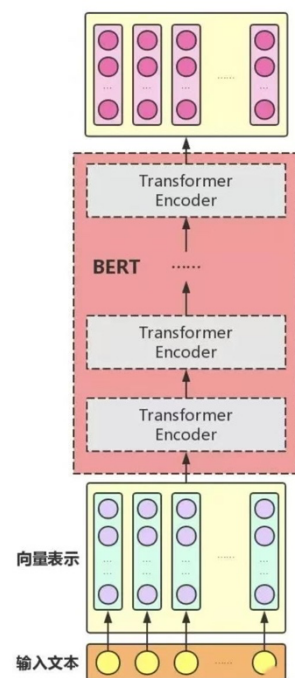 Transformer
Encoder
BERT ……
Transformer
Encoder
Transformer
Encoder
向量表示
输入文本